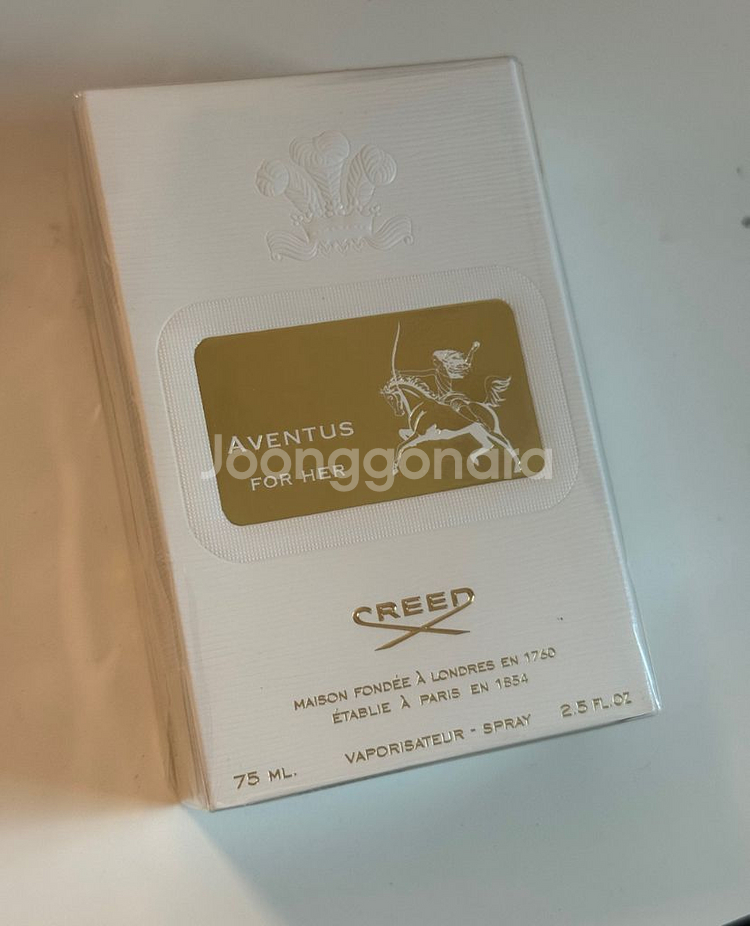 AVENTUS
FOR HER
Joonggonara
CREED
MAISON FONDÉE À LONDRES EN 1760
ÉTABLIE À PARIS EN 1854
75 ML. VAPORISATEUR - SPRAY 2.5 FL.OZ